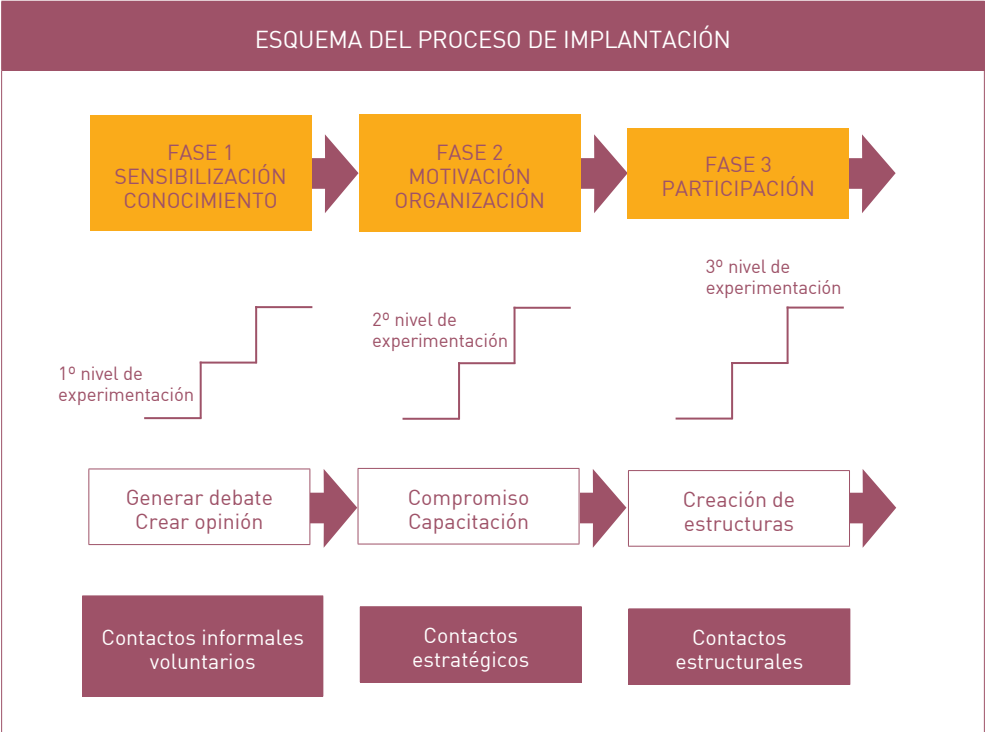 ESQUEMA DEL PROCESO DE IMPLANTACIÓN
FASE 1
SENSIBILIZACIÓN
CONOCIMIENTO
FASE 2
MOTIVACIÓN
ORGANIZACIÓN
FASE 3
PARTICIPACIÓN
1º nivel de
experimentación
2º nivel de
experimentación
3º nivel de
experimentación
Generar debate
Crear opinión
Compromiso
Capacitación
Creación de
estructuras
Contactos informales
voluntarios
Contactos
estratégicos
Contactos
estructurales